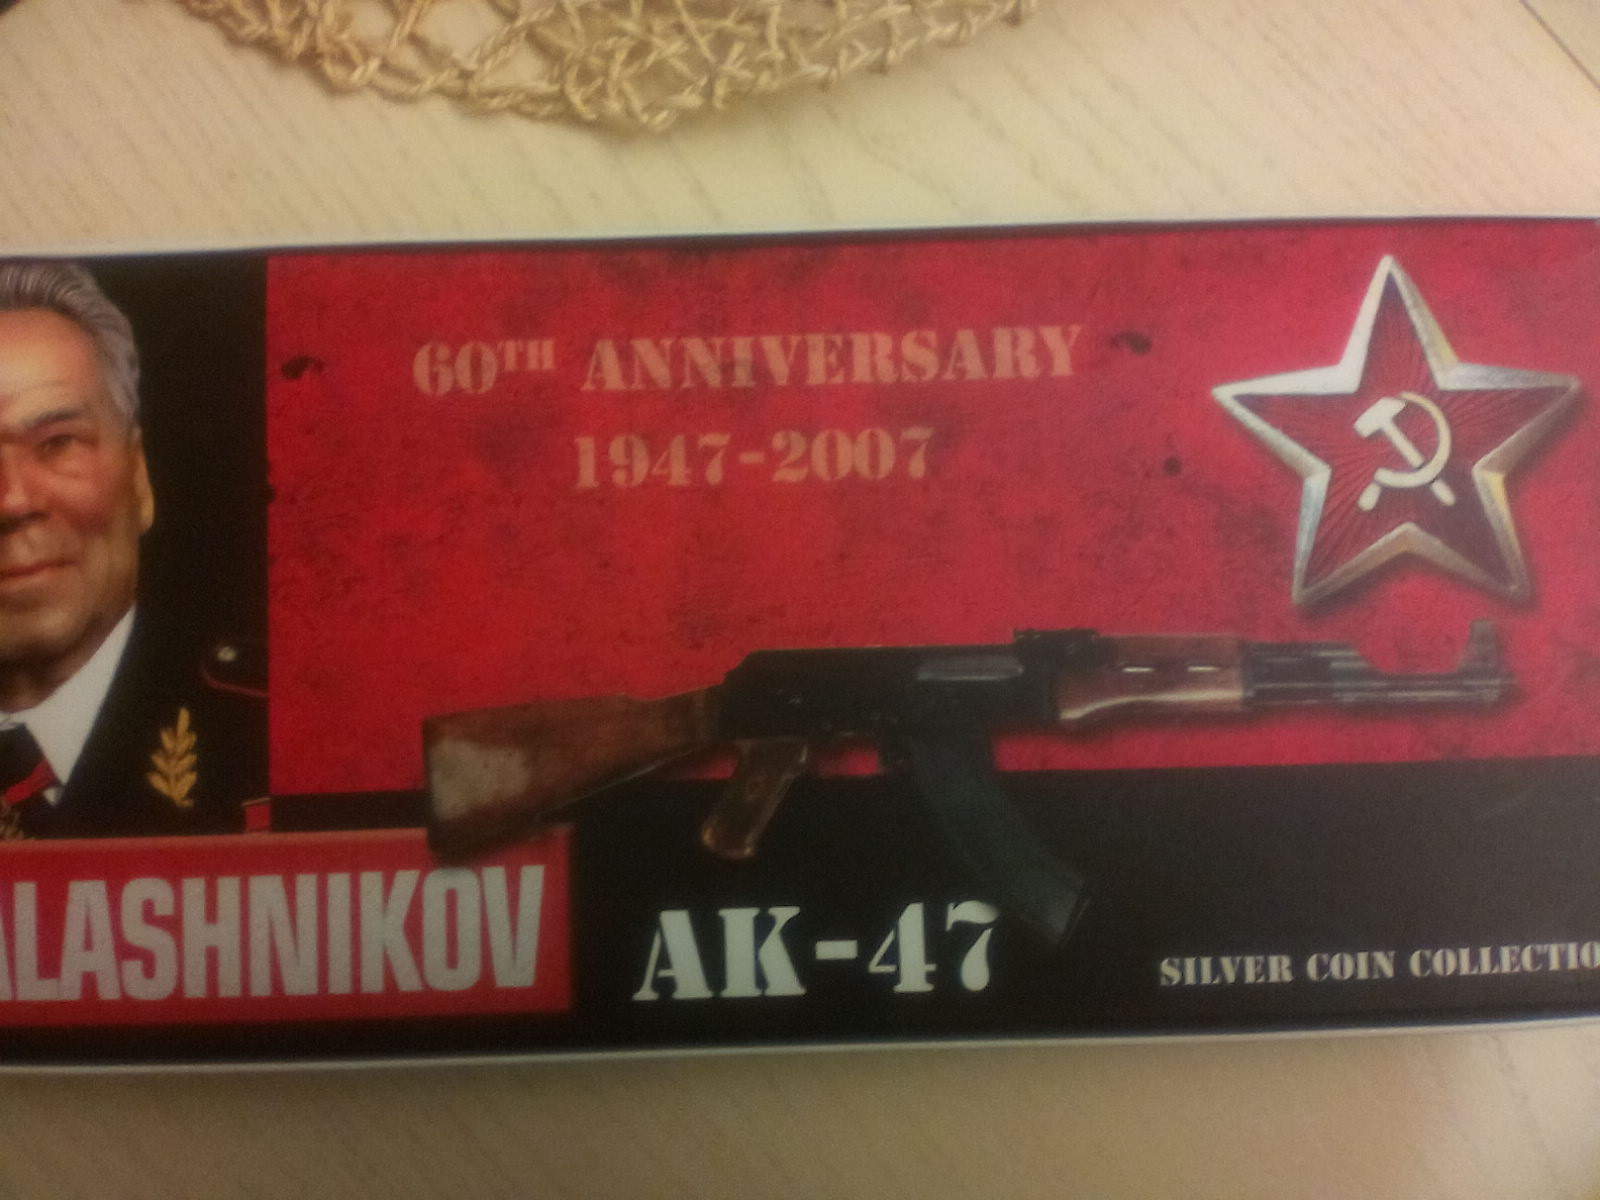 60TH ANNIVERSARY
1947-2007
ALASHNIKOV
AK-47
SILVER COIN COLLECTIO